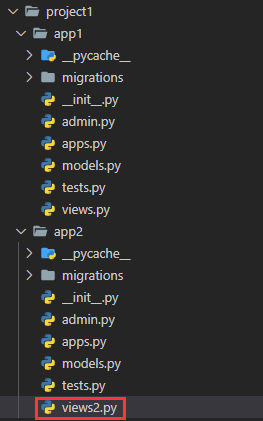 project1
app1
__pycache__
migrations
__init__.py
admin.py
apps.py
models.py
tests.py
views.py
app2
__pycache__
migrations
__init__.py
admin.py
apps.py
models.py
tests.py
views2.py